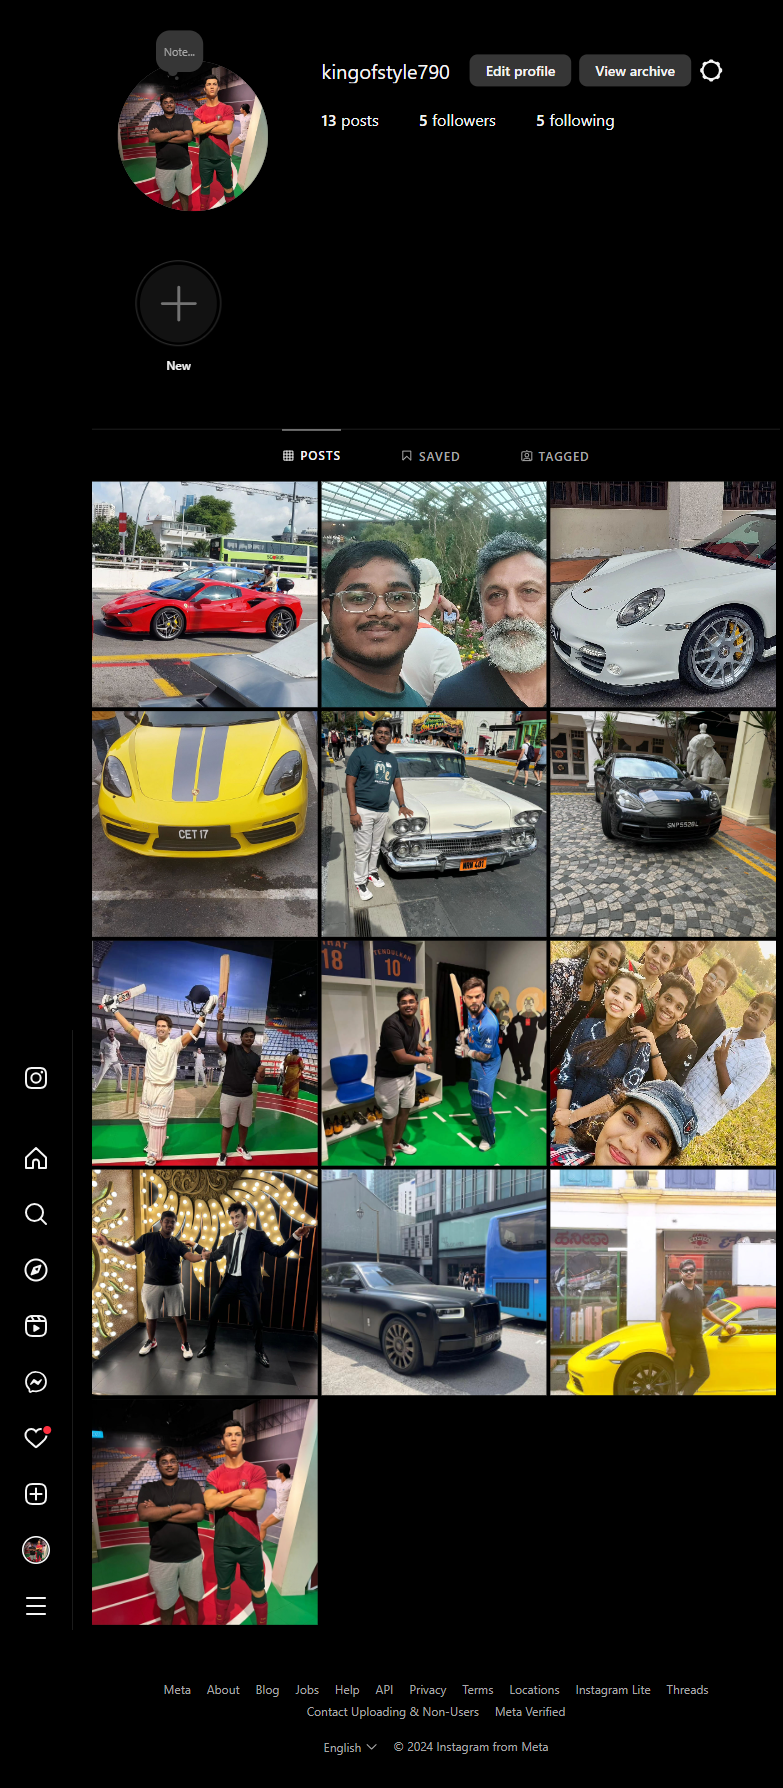 Note...
kingofstyle790
Edit profile
View archive
13 posts
5 followers
5 following
New
POSTS
SAVED
TAGGED
CET 17
SNP5520L
18
TENDULKAR
10
Meta
About
Blog
Jobs
Help
API
Privacy
Terms
Locations
Instagram Lite
Threads
Contact Uploading & Non-Users
Meta Verified
English
© 2024 Instagram from Meta